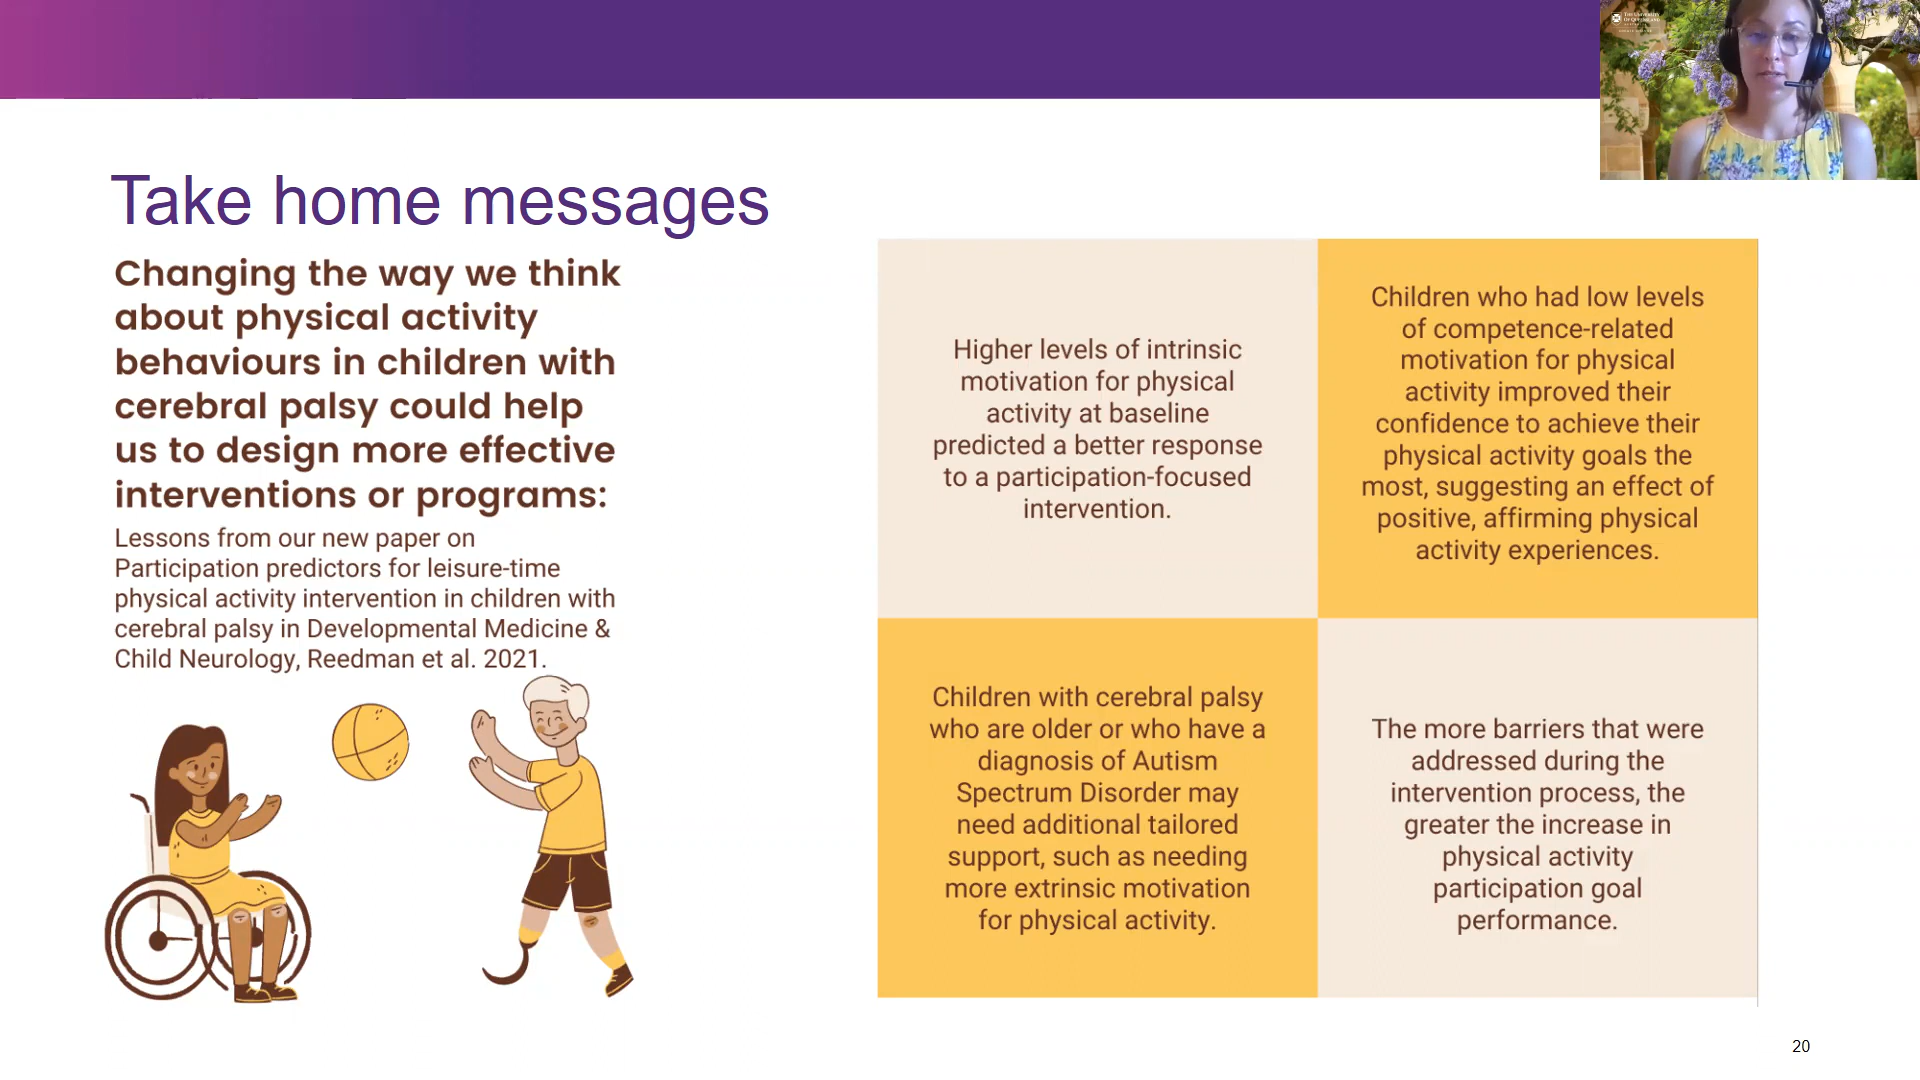 THE UNIVERSITY
OF QUEENSLAND
Take home messages
Changing the way we think
about physical activity
behaviours in children with
cerebral palsy could help
us to design more effective
interventions or programs:
Lessons from our new paper on
Participation predictors for leisure-time
physical activity intervention in children with
cerebral palsy in Developmental Medicine &
Child Neurology, Reedman et al. 2021.
Higher levels of intrinsic
motivation for physical
activity at baseline
predicted a better response
to a participation-focused
intervention.
Children who had low levels
of competence-related
motivation for physical
activity improved their
confidence to achieve their
physical activity goals the
most, suggesting an effect of
positive, affirming physical
activity experiences.
Children with cerebral palsy
who are older or who have a
diagnosis of Autism
Spectrum Disorder may
need additional tailored
support, such as needing
more extrinsic motivation
for physical activity.
The more barriers that were
addressed during the
intervention process, the
greater the increase in
physical activity
participation goal
performance.
20